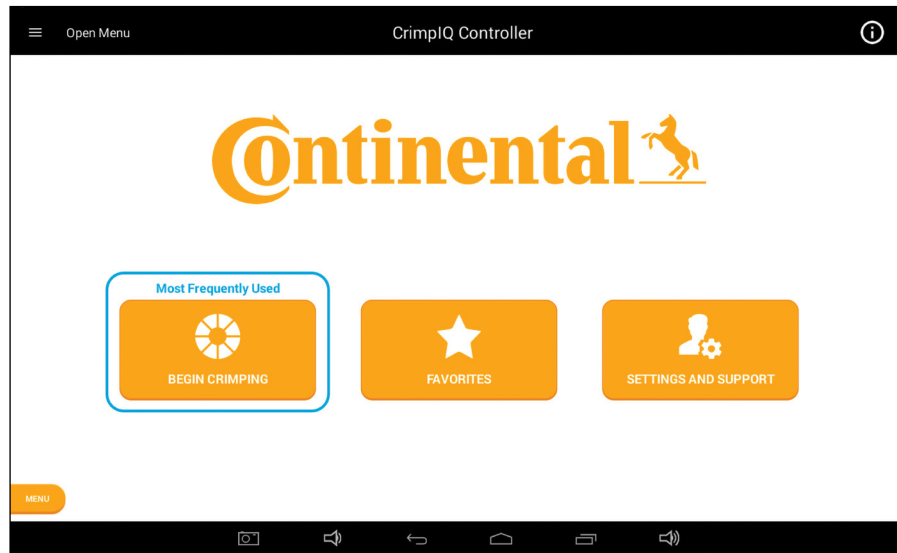 Open Menu
CrimpIQ Controller
Continental
Most Frequently Used
BEGIN CRIMPING
FAVORITES
SETTINGS AND SUPPORT
MENU